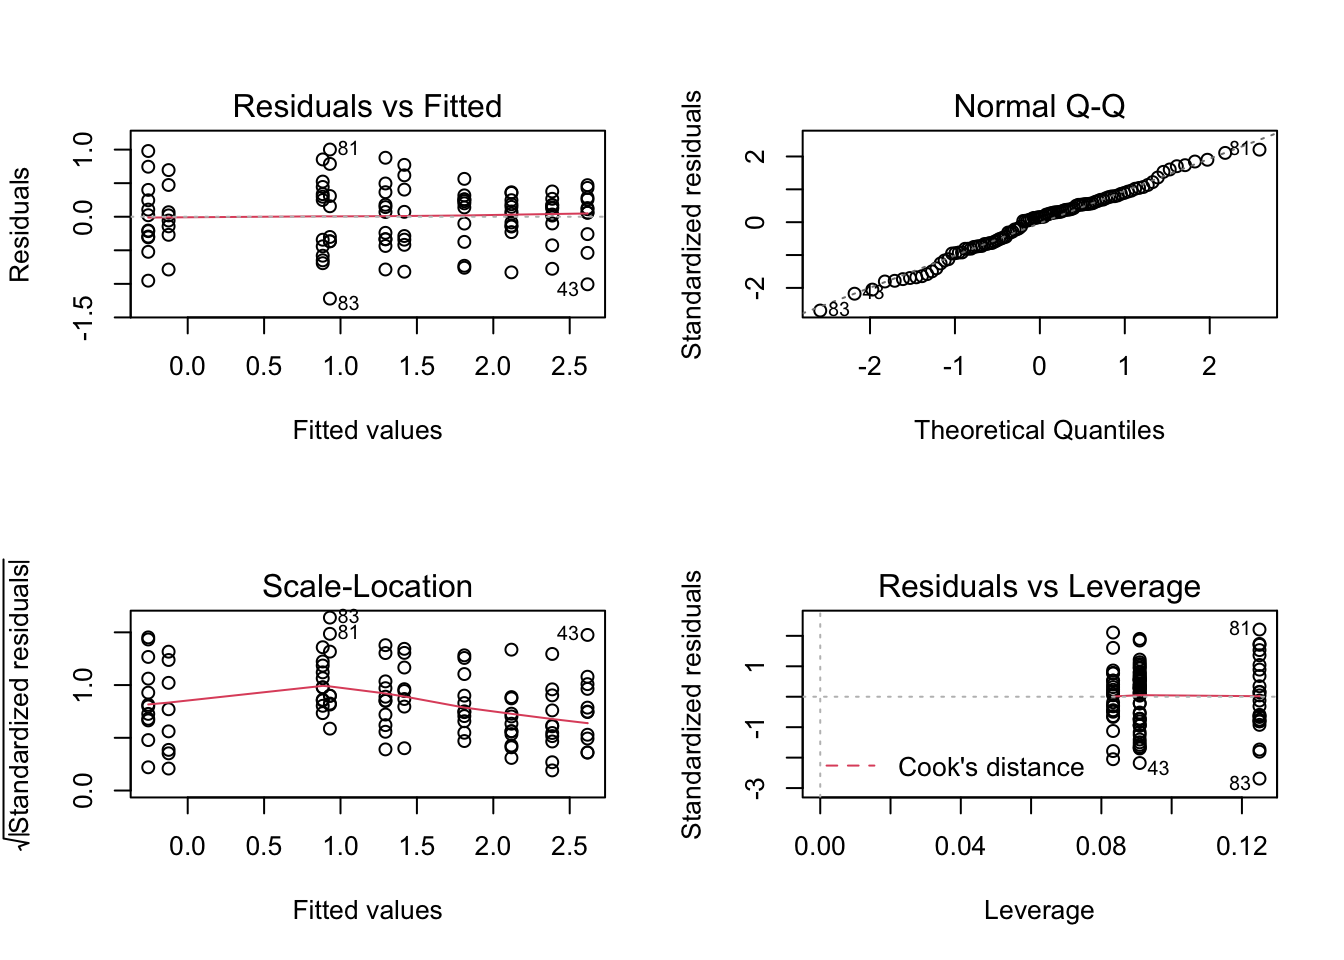 Residuals vs Fitted
Residuals
1.0
0.0
-1.5
81
83
43
0.0 0.5 1.0 1.5 2.0 2.5
Fitted values
Normal Q-Q
Standardized residuals
2
0
-2
81
43
83
-2 -1 0 1 2
Theoretical Quantiles
Scale-Location
√|Standardized residuals|
1.0
0.0
83
81
43
0.0 0.5 1.0 1.5 2.0 2.5
Fitted values
Residuals vs Leverage
Standardized residuals
1
-1
-3
81
43
83
Cook's distance
0.00 0.04 0.08 0.12
Leverage